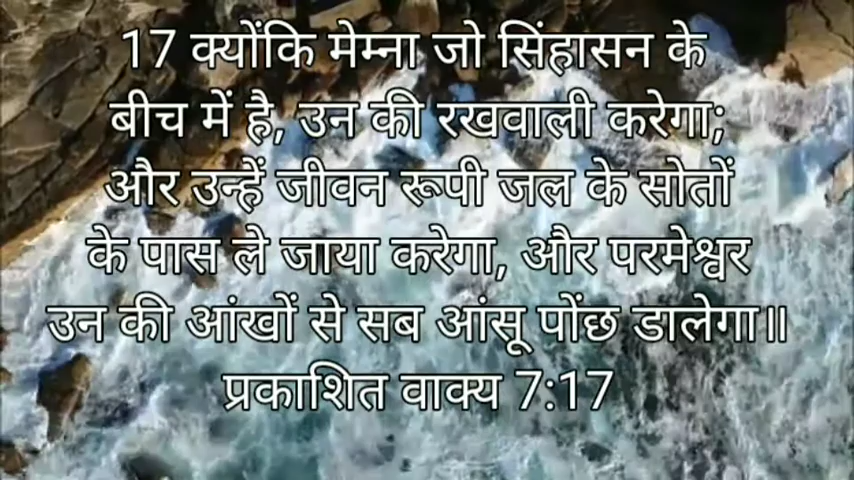 17 क्योंकि मेम्ना जो सिंहासन के
बीच में है, उन की रखवाली करेगा;
और उन्हें जीवन रूपी जल के सोतों
के पास ले जाया करेगा, और परमेश्वर
उन की आंखों से सब आंसू पोंछ डालेगा॥
प्रकाशित वाक्य 7:17